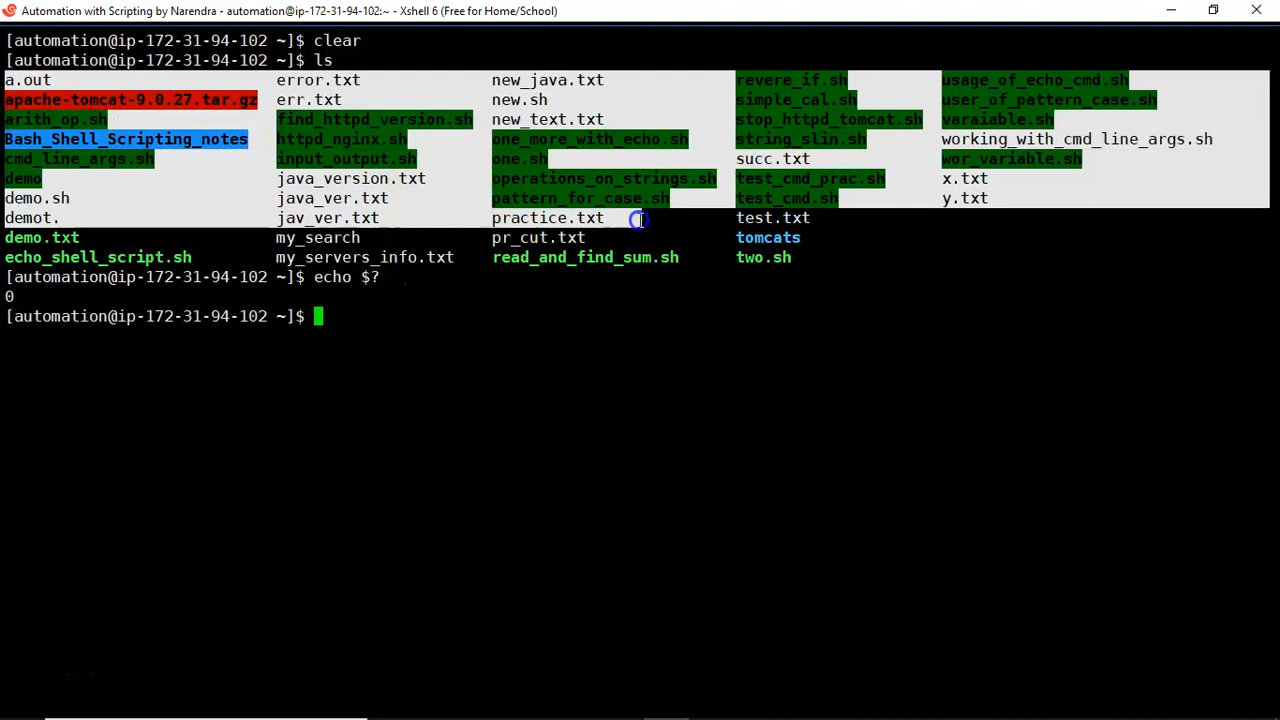 Automation with Scripting by Narendra - automation@ip-172-31-94-102:~ - Xshell 6 (Free for Home/School)
[automation@ip-172-31-94-102 ~]$ clear
[automation@ip-172-31-94-102 ~]$ ls
a.out error.txt new_java.txt revere_if.sh usage_of_echo_cmd.sh
apache-tomcat-9.0.27.tar.gz err.txt new.sh simple_cal.sh user_of_pattern_case.sh
arith_op.sh find_httpd_version.sh new_text.txt stop_httpd_tomcat.sh varaiable.sh
Bash_Shell_Scripting_notes httpd_nginx.sh one_more_with_echo.sh string_slin.sh working_with_cmd_line_args.sh
cmd_line_args.sh input_output.sh one.sh succ.txt wor_variable.sh
demo java_version.txt operations_on_strings.sh test_cmd_prac.sh x.txt
demo.sh java_ver.txt pattern_for_case.sh test_cmd.sh y.txt
demot. jav_ver.txt practice.txt test.txt
demo.txt my_search pr_cut.txt tomcats
echo_shell_script.sh my_servers_info.txt read_and_find_sum.sh two.sh
[automation@ip-172-31-94-102 ~]$ echo $?
0
[automation@ip-172-31-94-102 ~]$